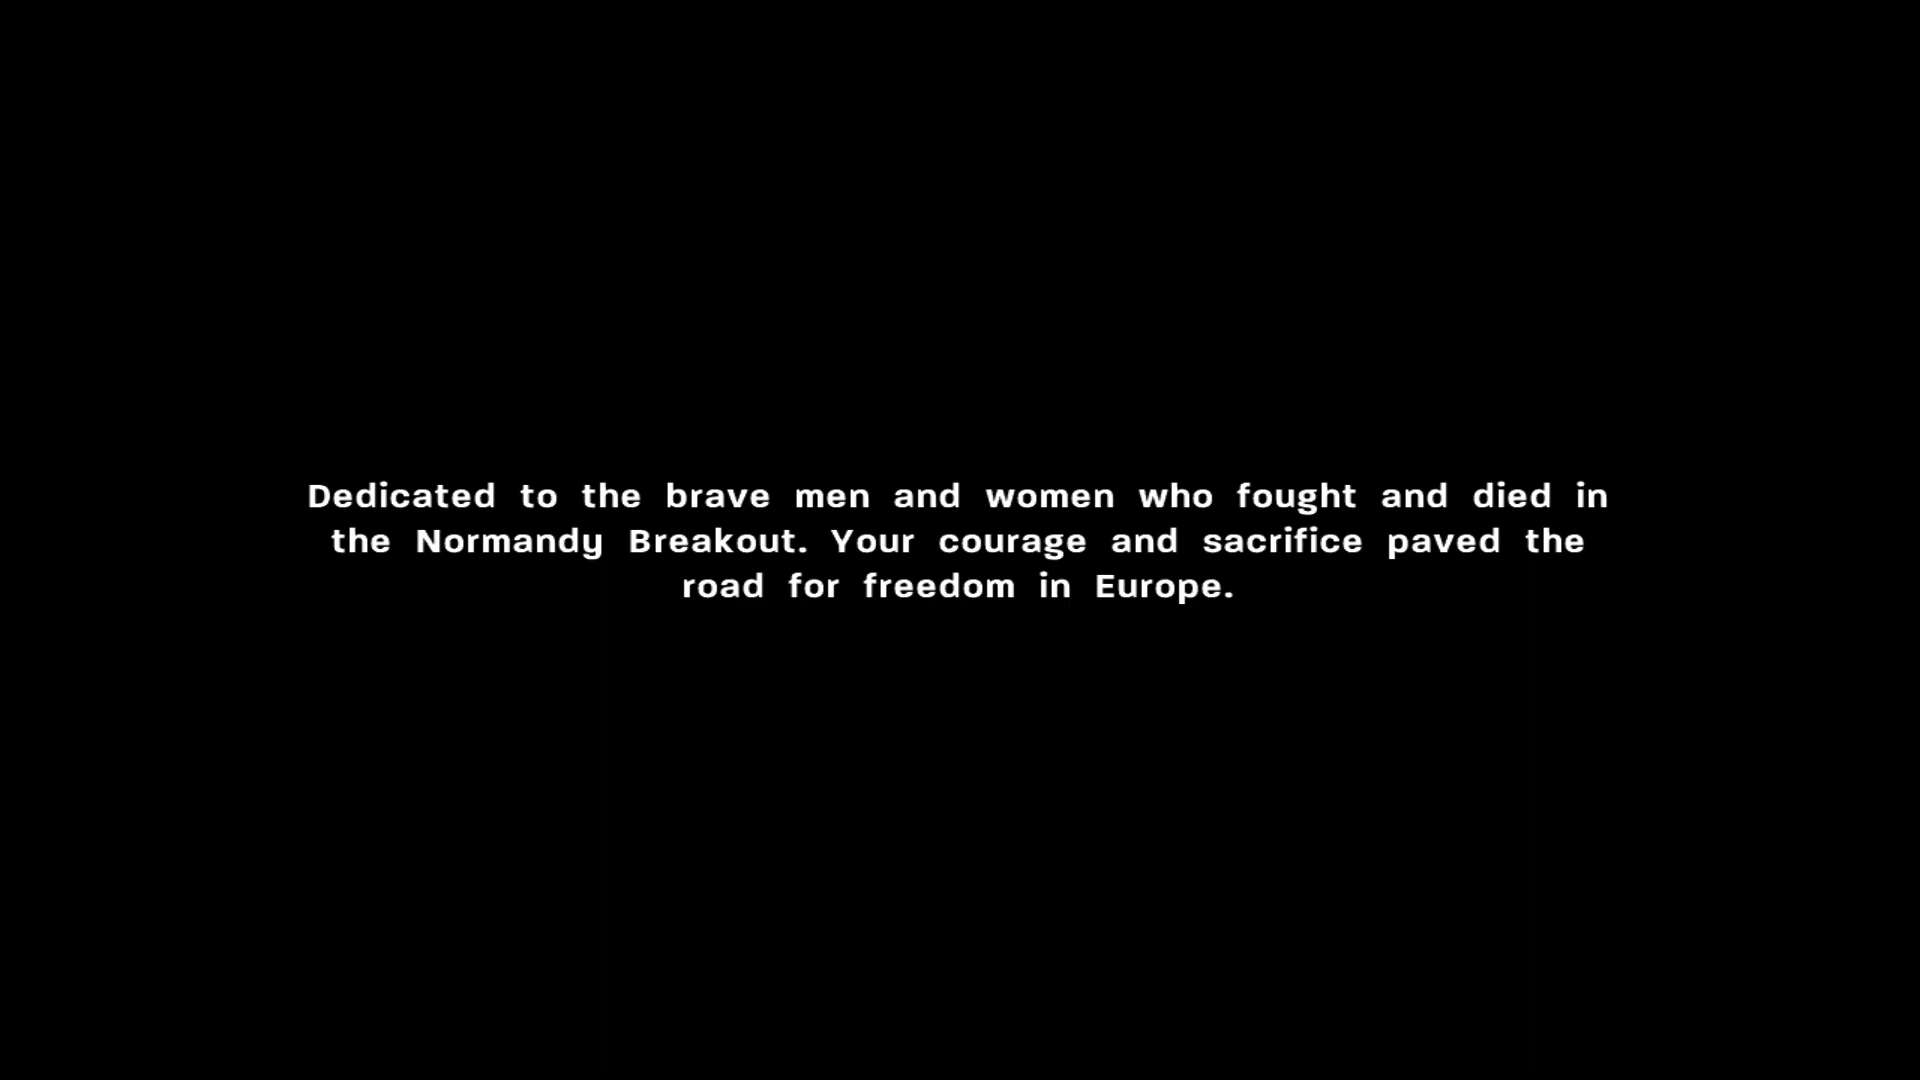 Dedicated to the brave men and women who fought and died in
the Normandy Breakout. Your courage and sacrifice paved the
road for freedom in Europe.